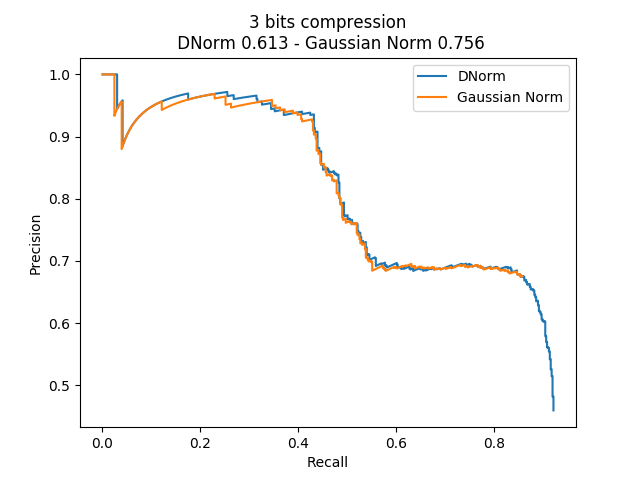 3 bits compression
DNorm 0.613 - Gaussian Norm 0.756
DNorm
Gaussian Norm
1.0
0.9
0.8
0.7
0.6
0.5
Precision
0.0
0.2
0.4
0.6
0.8
Recall